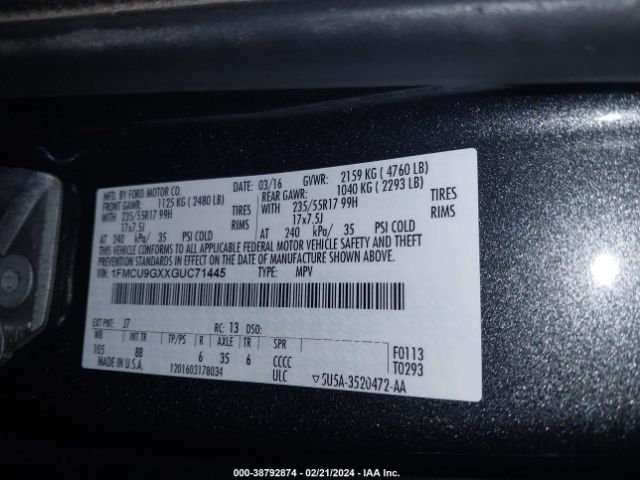 MFD. BY FORD MOTOR CO.
DATE: 03/16 GVWR: 2159 KG ( 4760 LB)
FRONT GAWR: 1125 KG ( 2480 LB) REAR GAWR: 1040 KG ( 2293 LB)
WITH 235/55R17 99H TIRES WITH 235/55R17 99H TIRES
17x7.5J RIMS 17x7.5J RIMS
AT 240 kPa/ 35 PSI COLD AT 240 kPa/ 35 PSI COLD
THIS VEHICLE CONFORMS TO ALL APPLICABLE FEDERAL MOTOR VEHICLE SAFETY AND THEFT
PREVENTION STANDARDS IN EFFECT ON THE DATE OF MANUFACTURE SHOWN ABOVE.
VIN: 1FMCU9GXXGUC71445 TYPE: MPV
EXT PNT: J7 RC: 13 DSO:
WB INT TR TP/PS R AXLE TR SPR F0113
105 8B 6 35 6 CCCC T0293
MADE IN U.S.A. 1201603178034 ULC ▽5U5A-3520472-AA
000-38792874 / 02/21/2024 / IAAI.COM